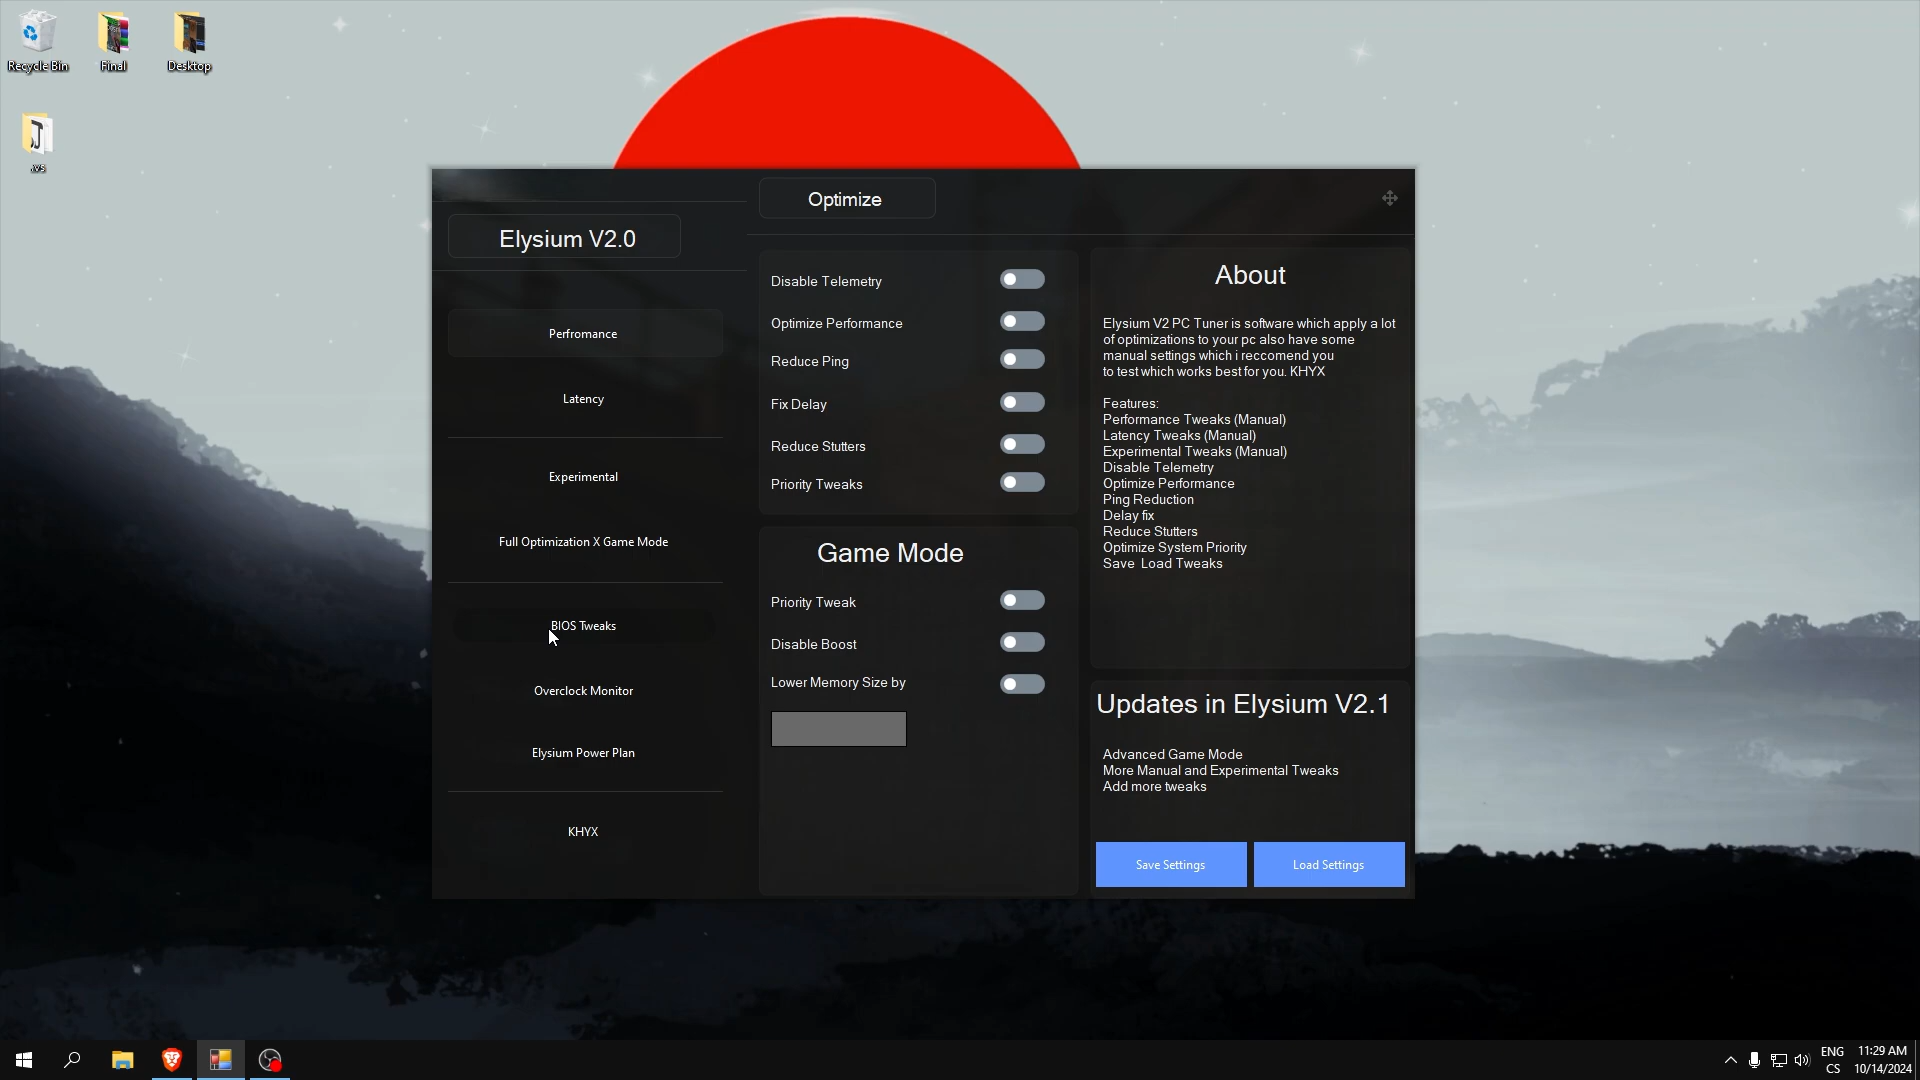 Recycle Bin
Final
Desktop
.vs
Elysium V2.0
Perfromance
Latency
Experimental
Full Optimization X Game Mode
BIOS Tweaks
Overclock Monitor
Elysium Power Plan
KHYX
Optimize
Disable Telemetry
Optimize Performance
Reduce Ping
Fix Delay
Reduce Stutters
Priority Tweaks
Game Mode
Priority Tweak
Disable Boost
Lower Memory Size by
About
Elysium V2 PC Tuner is software which apply a lot
of optimizations to your pc also have some
manual settings which i reccomend you
to test which works best for you. KHYX
Features:
Performance Tweaks (Manual)
Latency Tweaks (Manual)
Experimental Tweaks (Manual)
Disable Telemetry
Optimize Performance
Ping Reduction
Delay fix
Reduce Stutters
Optimize System Priority
Save Load Tweaks
Updates in Elysium V2.1
Advanced Game Mode
More Manual and Experimental Tweaks
Add more tweaks
Save Settings
Load Settings
ENG
CS
11:29 AM
10/14/2024